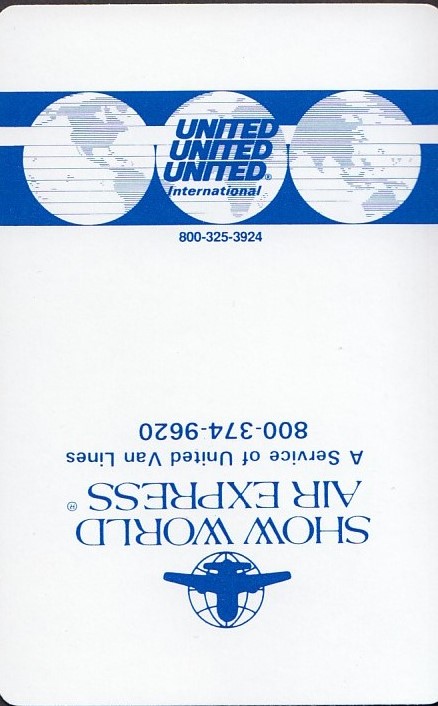 UNITED
UNITED
UNITED®
International
800-325-3924
SHOW WORLD
AIR EXPRESS ®
A Service of United Van Lines
800-374-9620